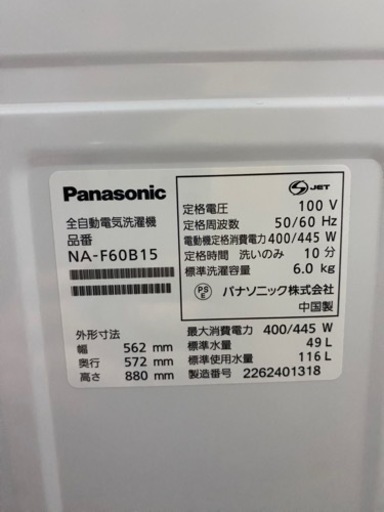 Panasonic
全自動電気洗濯機
品番
NA-F60B15
外形寸法
幅 562 mm
奥行 572 mm
高さ 880 mm
S JET
定格電圧 100 V
定格周波数 50/60 Hz
電動機定格消費電力 400/445 W
定格時間 洗いのみ 10 分
標準洗濯容量 6.0 kg
PS
E
パナソニック株式会社
中国製
最大消費電力 400/445 W
標準水量 49 L
標準使用水量 116 L
製造番号 2262401318